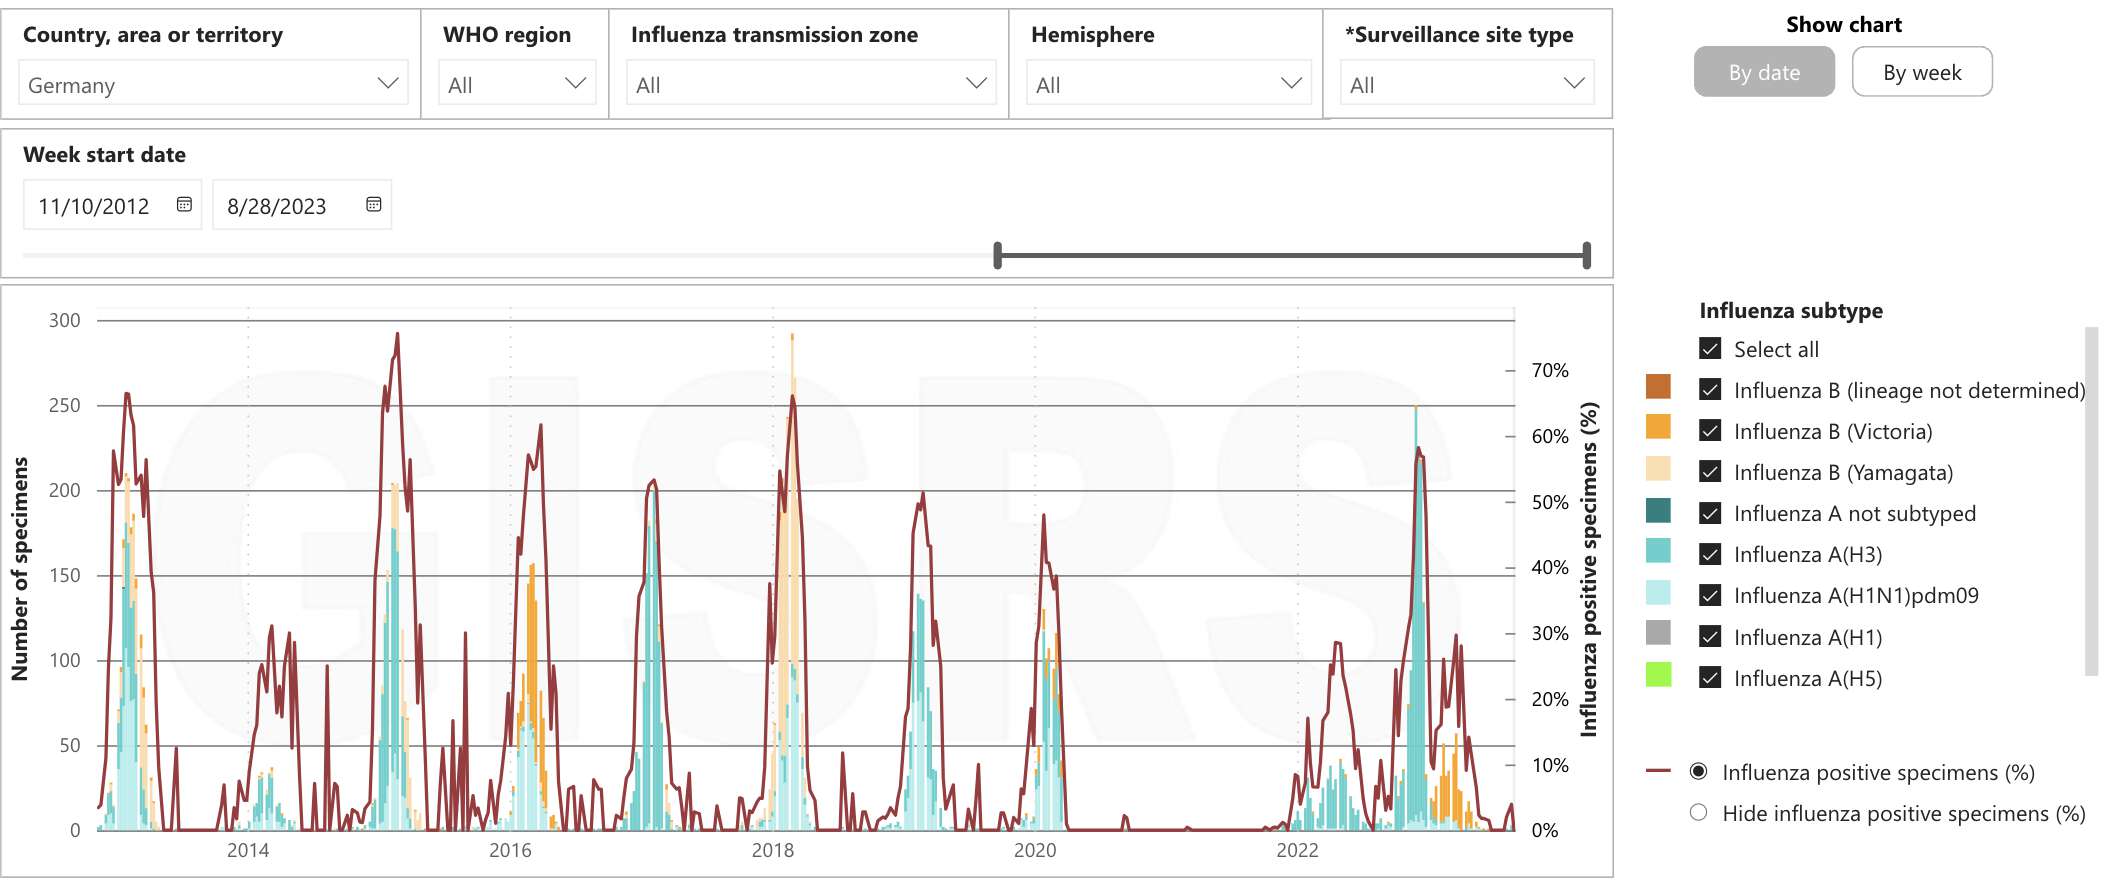 Country, area or territory
Germany
WHO region
All
Influenza transmission zone
All
Hemisphere
All
*Surveillance site type
All
Show chart
By date
By week
Week start date
11/10/2012
8/28/2023
Number of specimens
300
250
200
150
100
50
0
GISRS
2014
2016
2018
2020
2022
70%
60%
50%
40%
30%
20%
10%
0%
Influenza positive specimens (%)
Influenza subtype
Select all
Influenza B (lineage not determined)
Influenza B (Victoria)
Influenza B (Yamagata)
Influenza A not subtyped
Influenza A(H3)
Influenza A(H1N1)pdm09
Influenza A(H1)
Influenza A(H5)
Influenza positive specimens (%)
Hide influenza positive specimens (%)